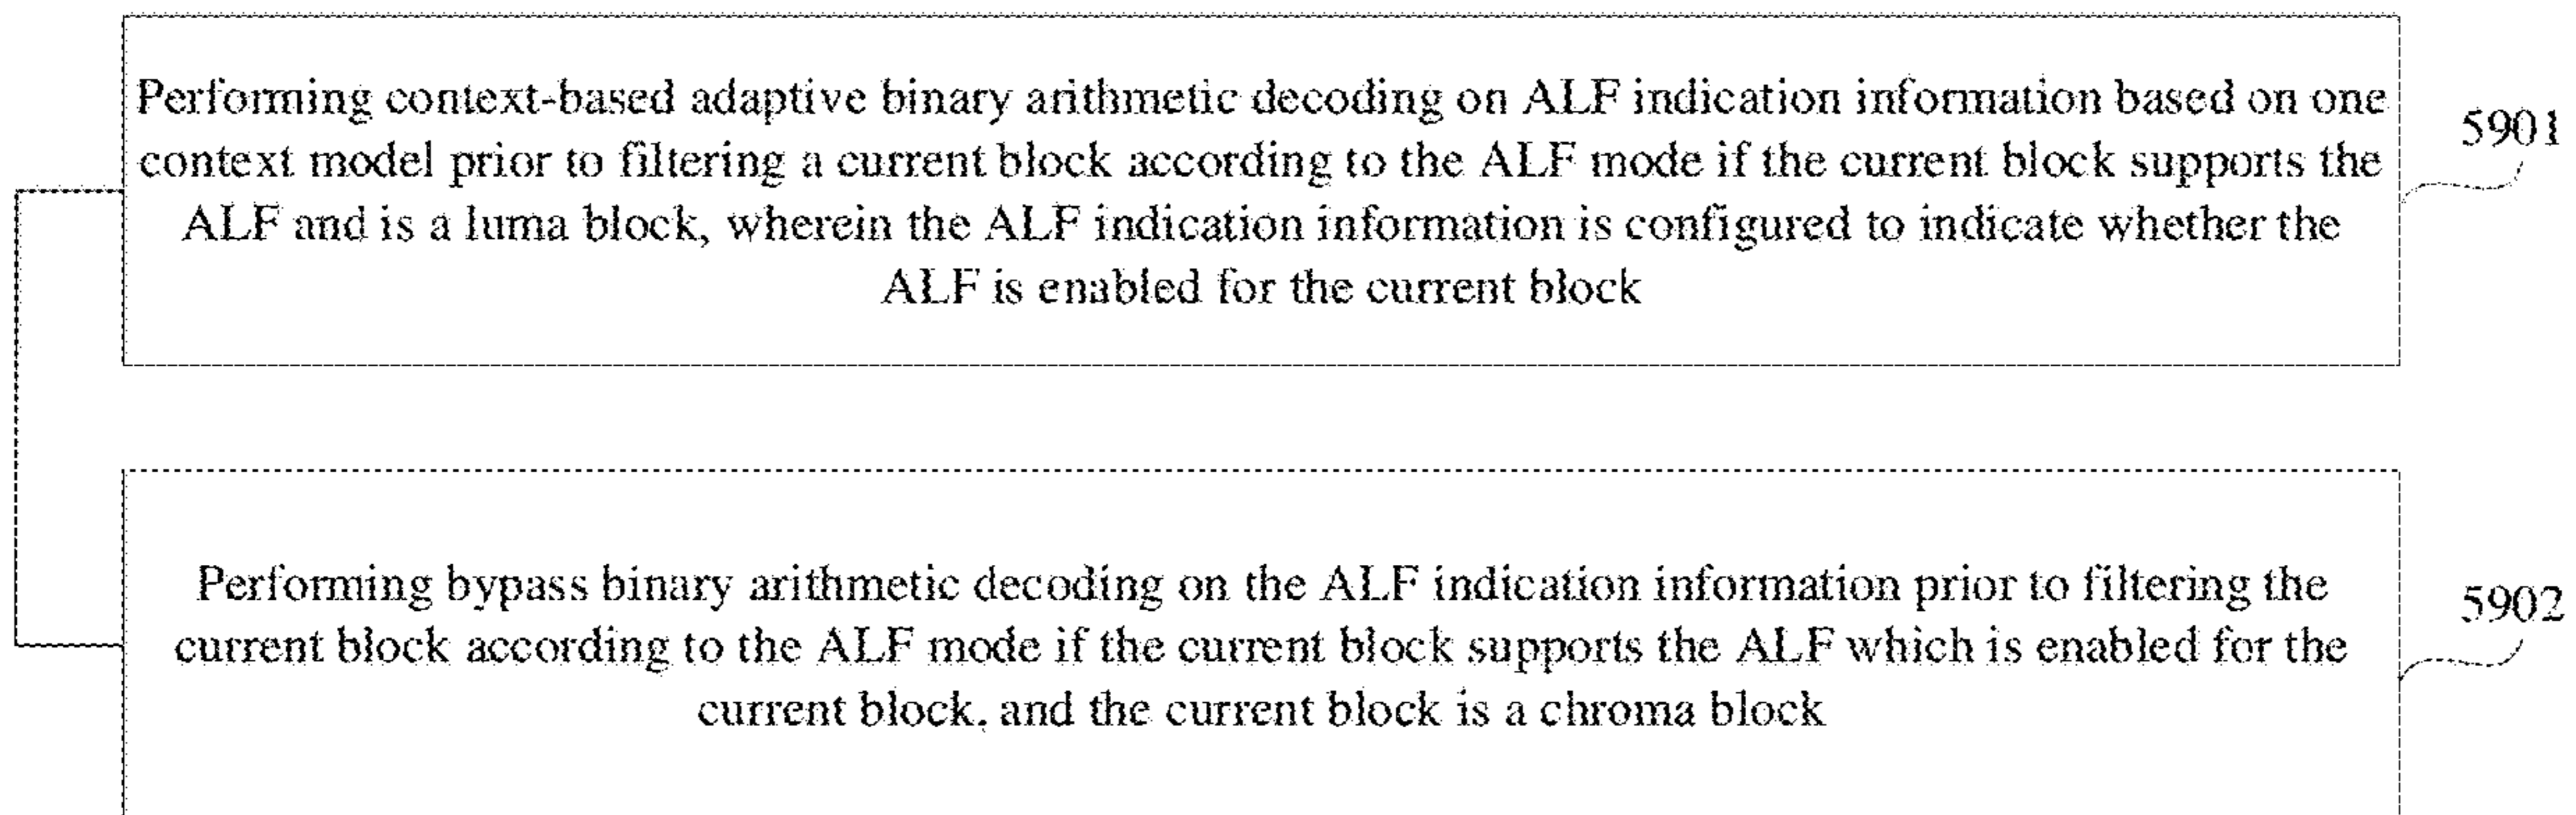 Performing context-based adaptive binary arithmetic decoding on ALF indication information based on one
context model prior to filtering a current block according to the ALF mode if the current block supports the
ALF and is a luma block, wherein the ALF indication information is configured to indicate whether the
ALF is enabled for the current block
5901
Performing bypass binary arithmetic decoding on the ALF indication information prior to filtering the
current block according to the ALF mode if the current block supports the ALF which is enabled for the
current block, and the current block is a chroma block
5902